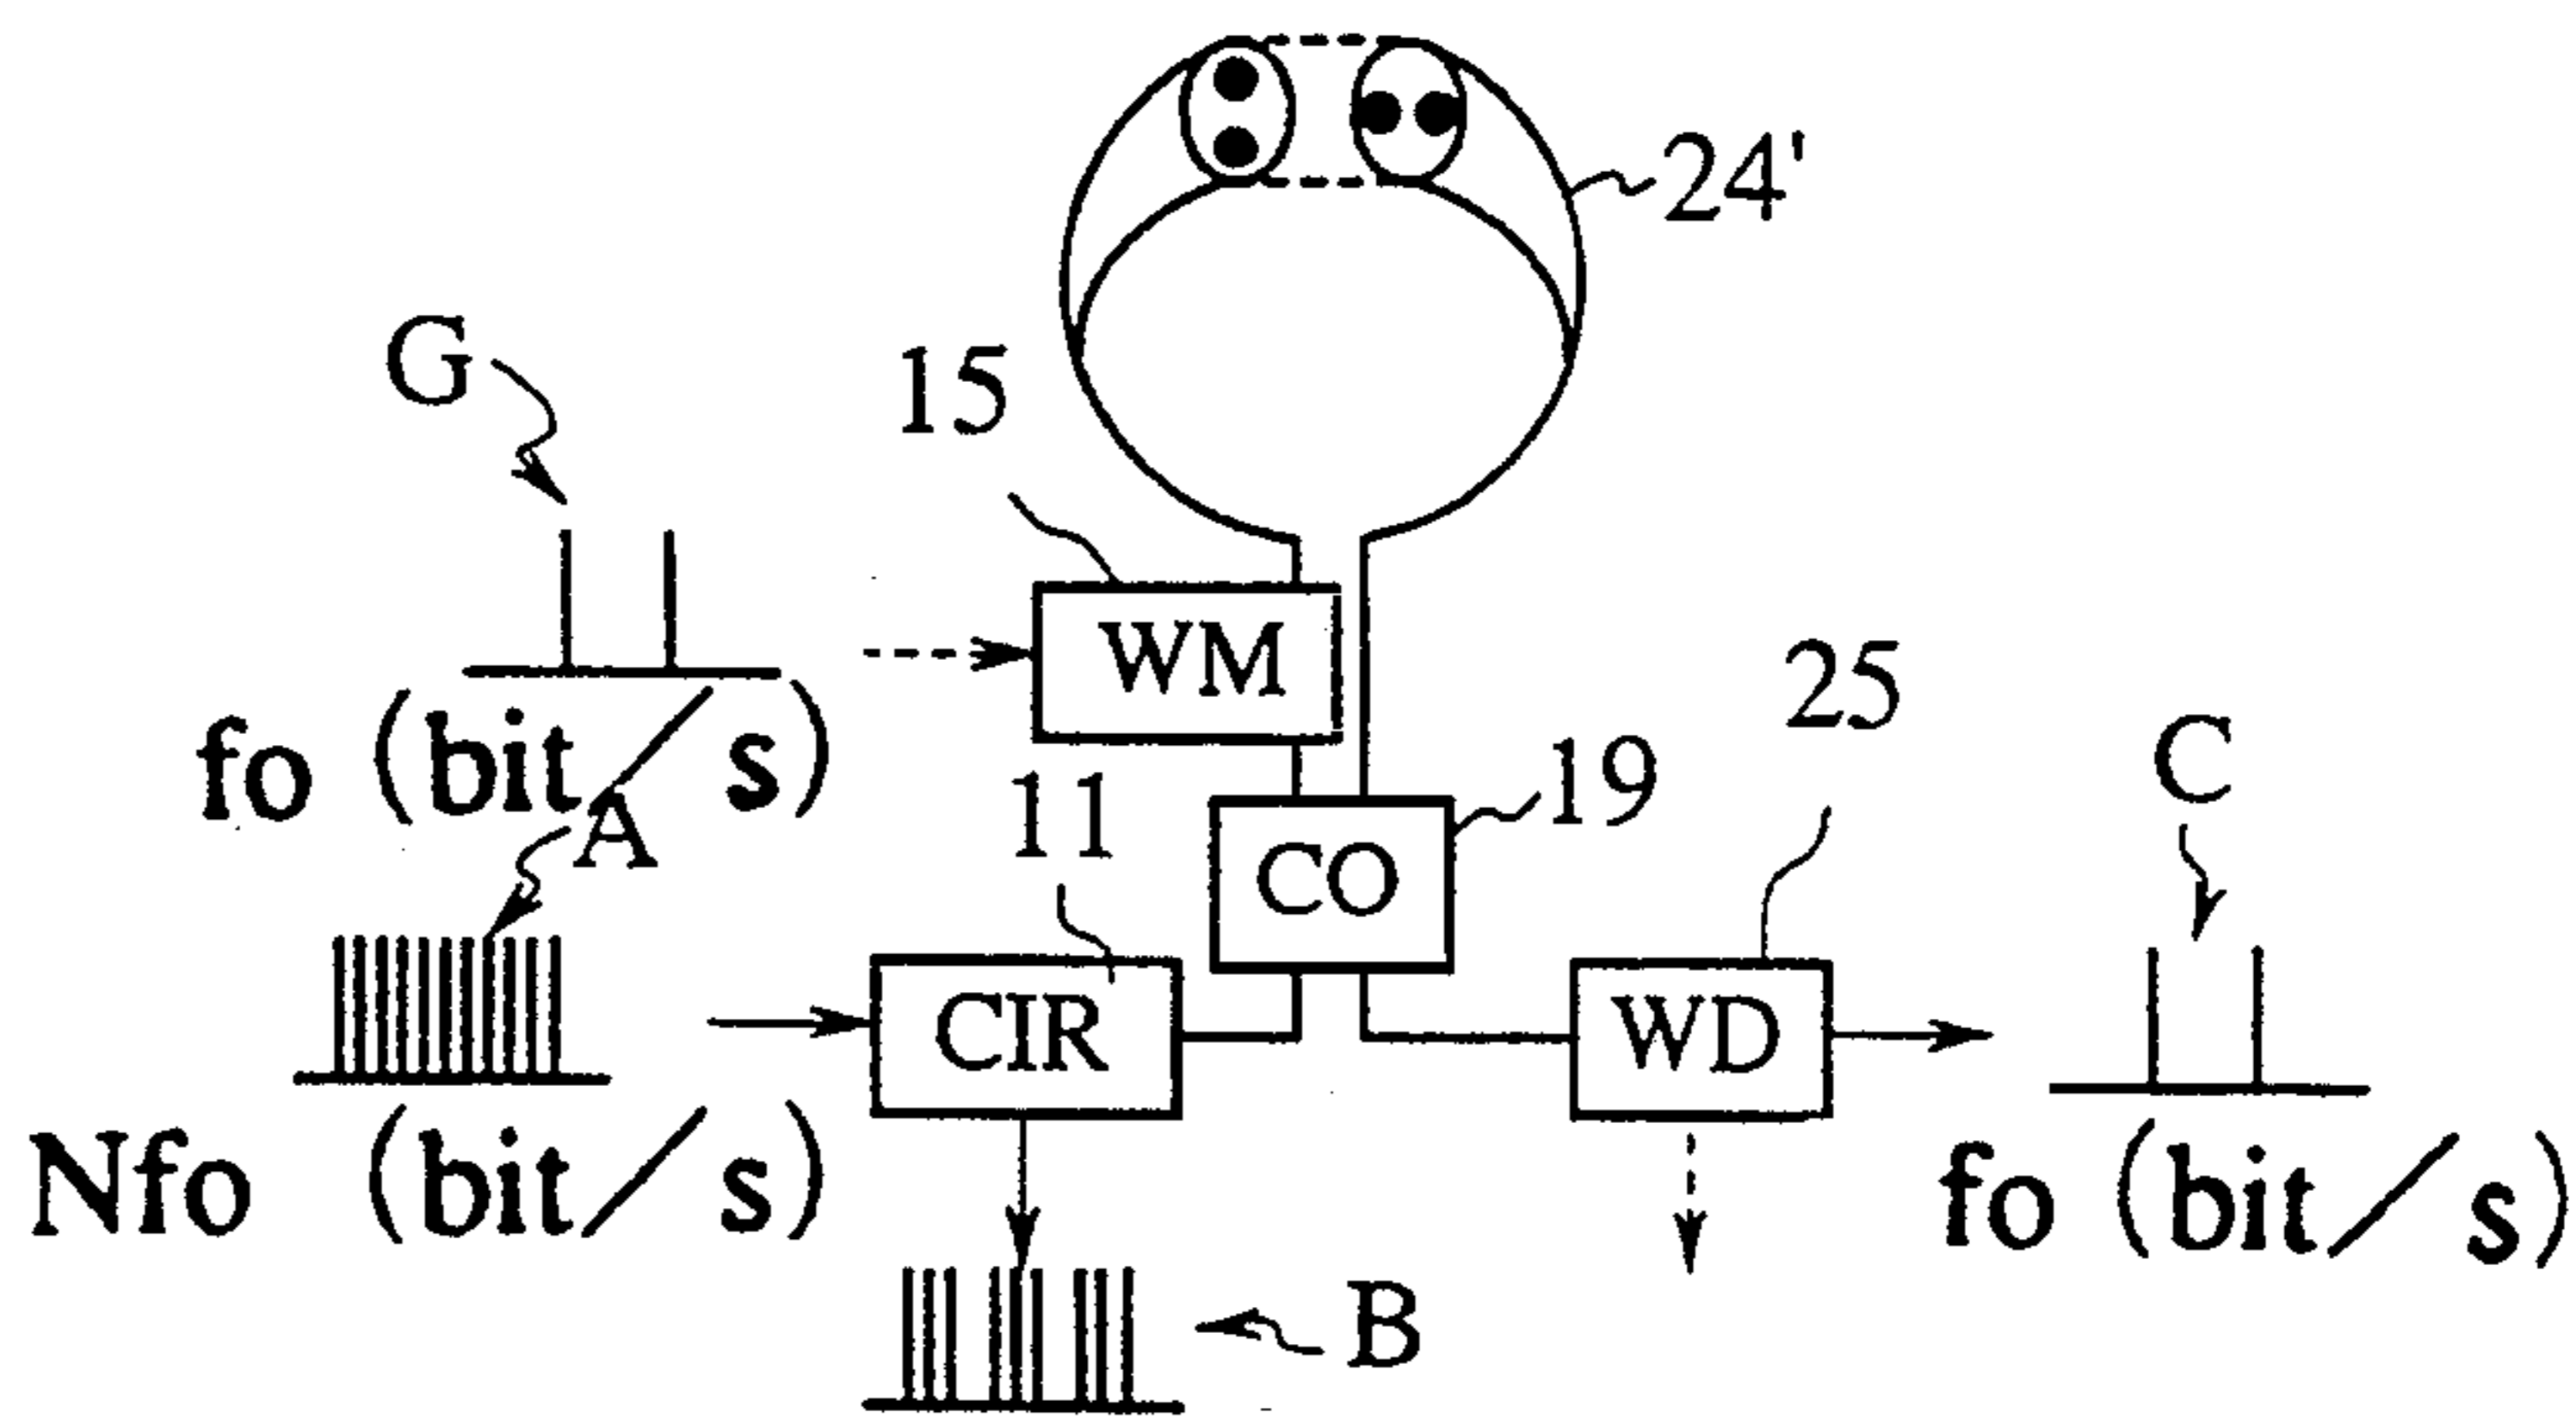 24'
G
15
WM
fo (bit/s)
25
A
11
19
C
CO
CIR
WD
Nfo (bit/s)
fo (bit/s)
B